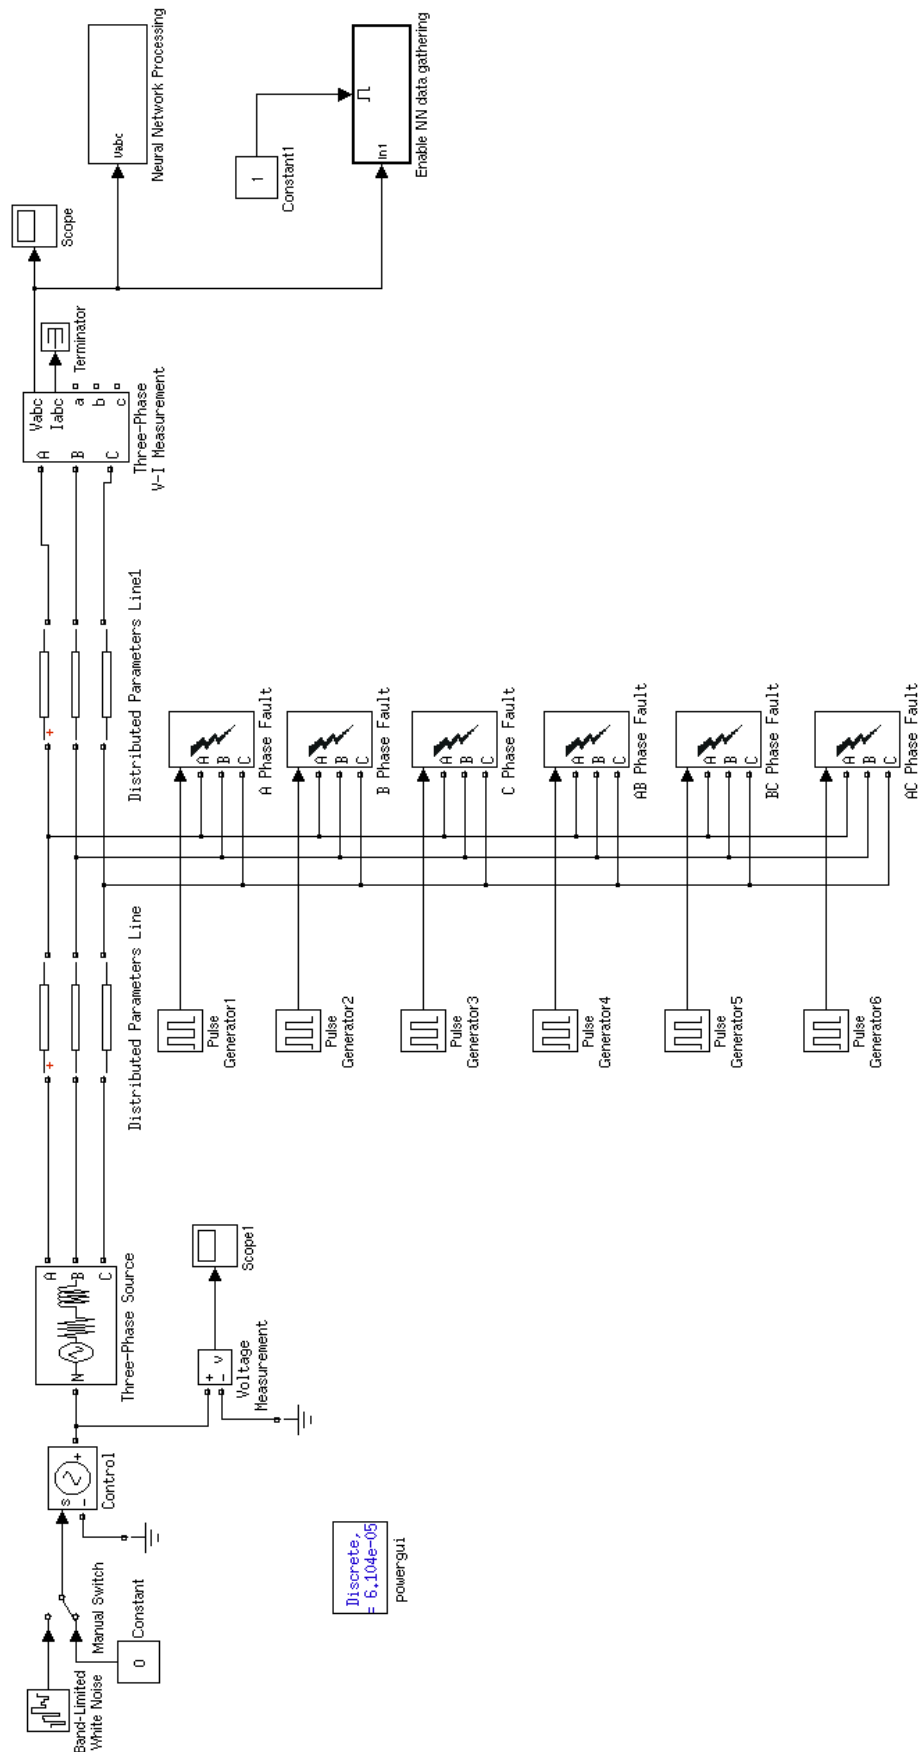 Band-Limited
White Noise
0
Constant
Manual Switch
s
-
+
Control
N
A
B
C
Three-Phase Source
+
-
v
Voltage
Measurement
Scope1
Discrete,
= 6.104e-05
powergui
+
Distributed Parameters Line
+
Distributed Parameters Line1
A
B
C
Vabc
Iabc
a
b
c
Three-Phase
V-I Measurement
Terminator
Scope
Vabc
Neural Network Processing
1
Constant1
In1
Enable NN data gathering
Pulse
Generator1
A
B
C
A Phase Fault
Pulse
Generator2
A
B
C
B Phase Fault
Pulse
Generator3
A
B
C
C Phase Fault
Pulse
Generator4
A
B
C
AB Phase Fault
Pulse
Generator5
A
B
C
BC Phase Fault
Pulse
Generator6
A
B
C
AC Phase Fault